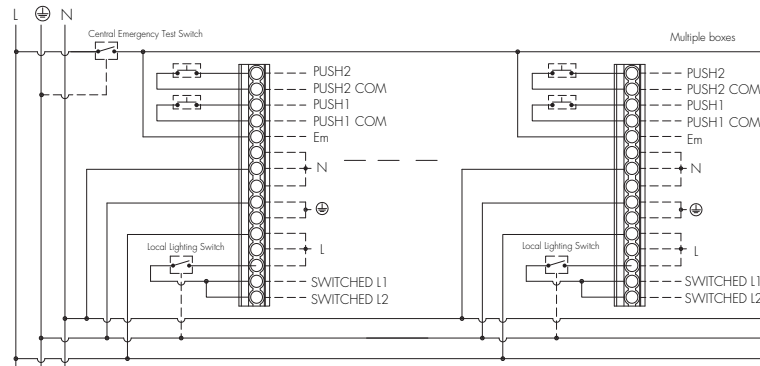 L N
Central Emergency Test Switch
Multiple boxes
PUSH2
PUSH2 COM
PUSH1
PUSH1 COM
Em
N
L
Local Lighting Switch
SWITCHED L1
SWITCHED L2
PUSH2
PUSH2 COM
PUSH1
PUSH1 COM
Em
N
L
Local Lighting Switch
SWITCHED L1
SWITCHED L2